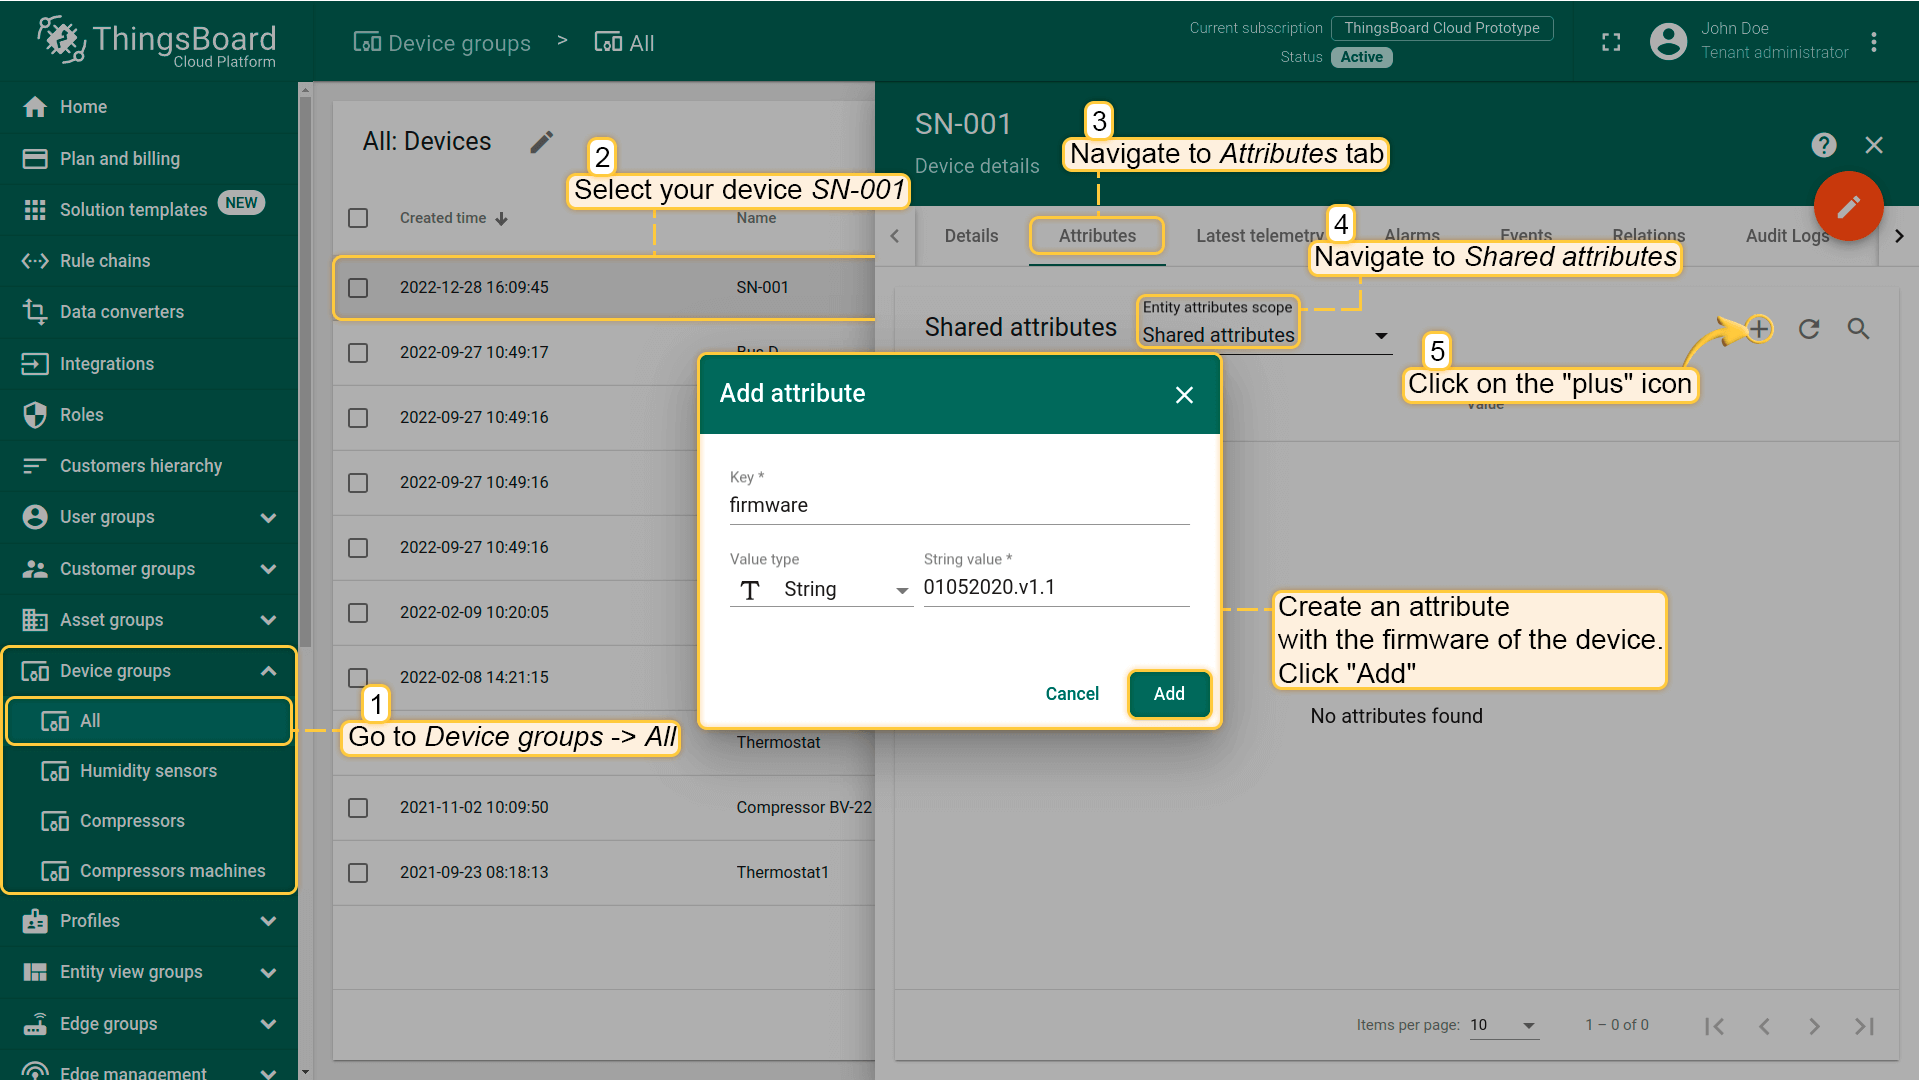 ThingsBoard
Cloud Platform
Device groups > All
Current subscription ThingsBoard Cloud Prototype
Status Active
John Doe
Tenant administrator
Home
Plan and billing
Solution templates NEW
Rule chains
Data converters
Integrations
Roles
Customers hierarchy
User groups
Customer groups
Asset groups
Device groups
All
Humidity sensors
Compressors
Compressors machines
Profiles
Entity view groups
Edge groups
Edge management
1
Go to Device groups -> All
All: Devices
2
Select your device SN-001
Created time Name
2022-12-28 16:09:45 SN-001
2022-09-27 10:49:17
2022-09-27 10:49:16
2022-09-27 10:49:16
2022-09-27 10:49:16
2022-02-09 10:20:05
2022-02-08 14:21:15
Thermostat
2021-11-02 10:09:50 Compressor BV-22
2021-09-23 08:18:13 Thermostat1
SN-001
Device details
3
Navigate to Attributes tab
Details Attributes Latest telemetry Alarms Events Relations Audit Logs
4
Navigate to Shared attributes
Shared attributes
Entity attributes scope
Shared attributes
5
Click on the "plus" icon
Value
Add attribute
Key *
firmware
Value type String value *
String 01052020.v1.1
Cancel Add
Create an attribute
with the firmware of the device.
Click "Add"
No attributes found
Items per page: 10 1 – 0 of 0